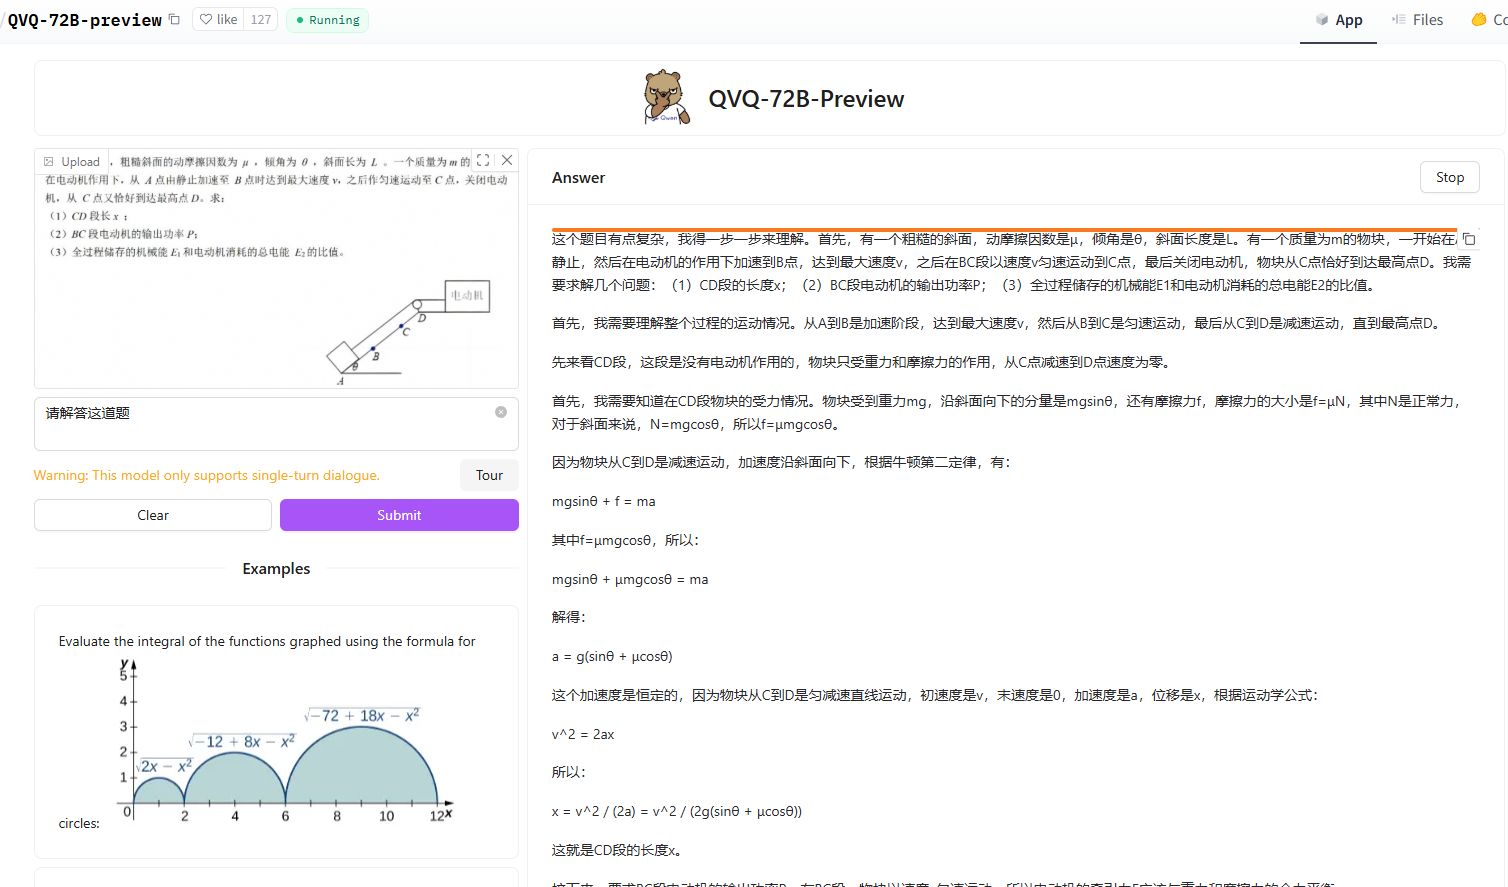 QVQ-72B-preview like 127 Running App Files
QVQ-72B-Preview
Upload ，粗糙斜面的动摩擦因数为 μ ，倾角为 θ ，斜面长为 L 。一个质量为 m 的
在电动机作用下，从 A 点由静止加速至 B 点时达到最大速度 v，之后作匀速运动至 C 点，关闭电动
机，从 C 点又恰好到达最高点 D。求：
（1）CD 段长 x ；
（2）BC 段电动机的输出功率 P；
（3）全过程储存的机械能 E₁ 和电动机消耗的总电能 E₂ 的比值。
电动机
D
C
B
θ
A
请解答这道题
Warning: This model only supports single-turn dialogue.
Tour
Clear
Submit
Examples
Evaluate the integral of the functions graphed using the formula for
y
5
4
3
2
1
0
2
4
6
8
10
12
x
√2x − x²
√−12 + 8x − x²
√−72 + 18x − x²
circles:
Answer
Stop
这个题目有点复杂，我得一步一步来理解。首先，有一个粗糙的斜面，动摩擦因数是μ，倾角是θ，斜面长度是L。有一个质量为m的物块，一开始在
静止，然后在电动机的作用下加速到B点，达到最大速度v，之后在BC段以速度v匀速运动到C点，最后关闭电动机，物块从C点恰好到达最高点D。我需
要求解几个问题：（1）CD段的长度x；（2）BC段电动机的输出功率P；（3）全过程储存的机械能E1和电动机消耗的总电能E2的比值。
首先，我需要理解整个过程的运动情况。从A到B是加速阶段，达到最大速度v，然后从B到C是匀速运动，最后从C到D是减速运动，直到最高点D。
先来看CD段，这段是没有电动机作用的，物块只受重力和摩擦力的作用，从C点减速到D点速度为零。
首先，我需要知道在CD段物块的受力情况。物块受到重力mg，沿斜面向下的分量是mgsinθ，还有摩擦力f，摩擦力的大小是f=μN，其中N是正常力，
对于斜面来说，N=mgcosθ，所以f=μmgcosθ。
因为物块从C到D是减速运动，加速度沿斜面向下，根据牛顿第二定律，有：
mgsinθ + f = ma
其中f=μmgcosθ，所以：
mgsinθ + μmgcosθ = ma
解得：
a = g(sinθ + μcosθ)
这个加速度是恒定的，因为物块从C到D是匀减速直线运动，初速度是v，末速度是0，加速度是a，位移是x，根据运动学公式：
v^2 = 2ax
所以：
x = v^2 / (2a) = v^2 / (2g(sinθ + μcosθ))
这就是CD段的长度x。